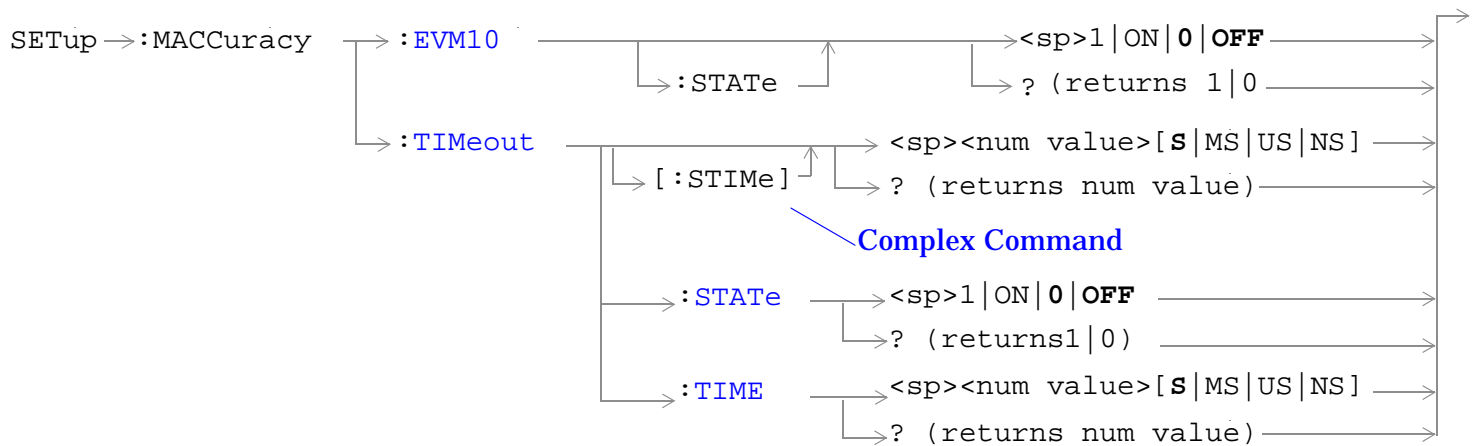 SETup :MACCuracy :EVM10 <sp>1|ON|0|OFF
:STATe ? (returns 1|0
:TIMeout <sp><num value>[S|MS|US|NS]
[:STIMe] ? (returns num value)
Complex Command
:STATe <sp>1|ON|0|OFF
? (returns1|0)
:TIME <sp><num value>[S|MS|US|NS]
? (returns num value)